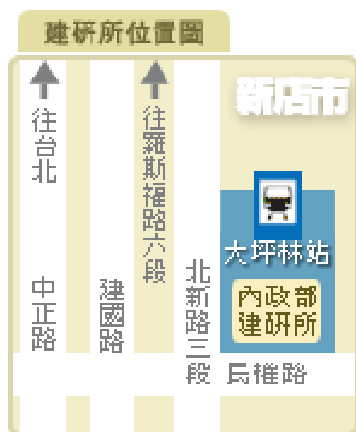 建研所位置圖
新店市
往台北
往羅斯福路六段
大坪林站
內政部
建研所
中正路
建國路
北新路三段
民權路